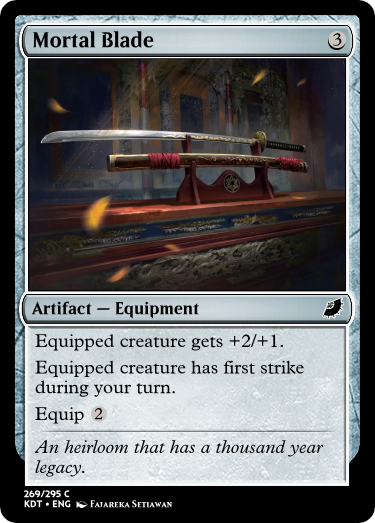 Mortal Blade 3
Artifact — Equipment
Equipped creature gets +2/+1.
Equipped creature has first strike
during your turn.
Equip 2
An heirloom that has a thousand year
legacy.
269/295 C
KDT • ENG Fajareka Setiawan